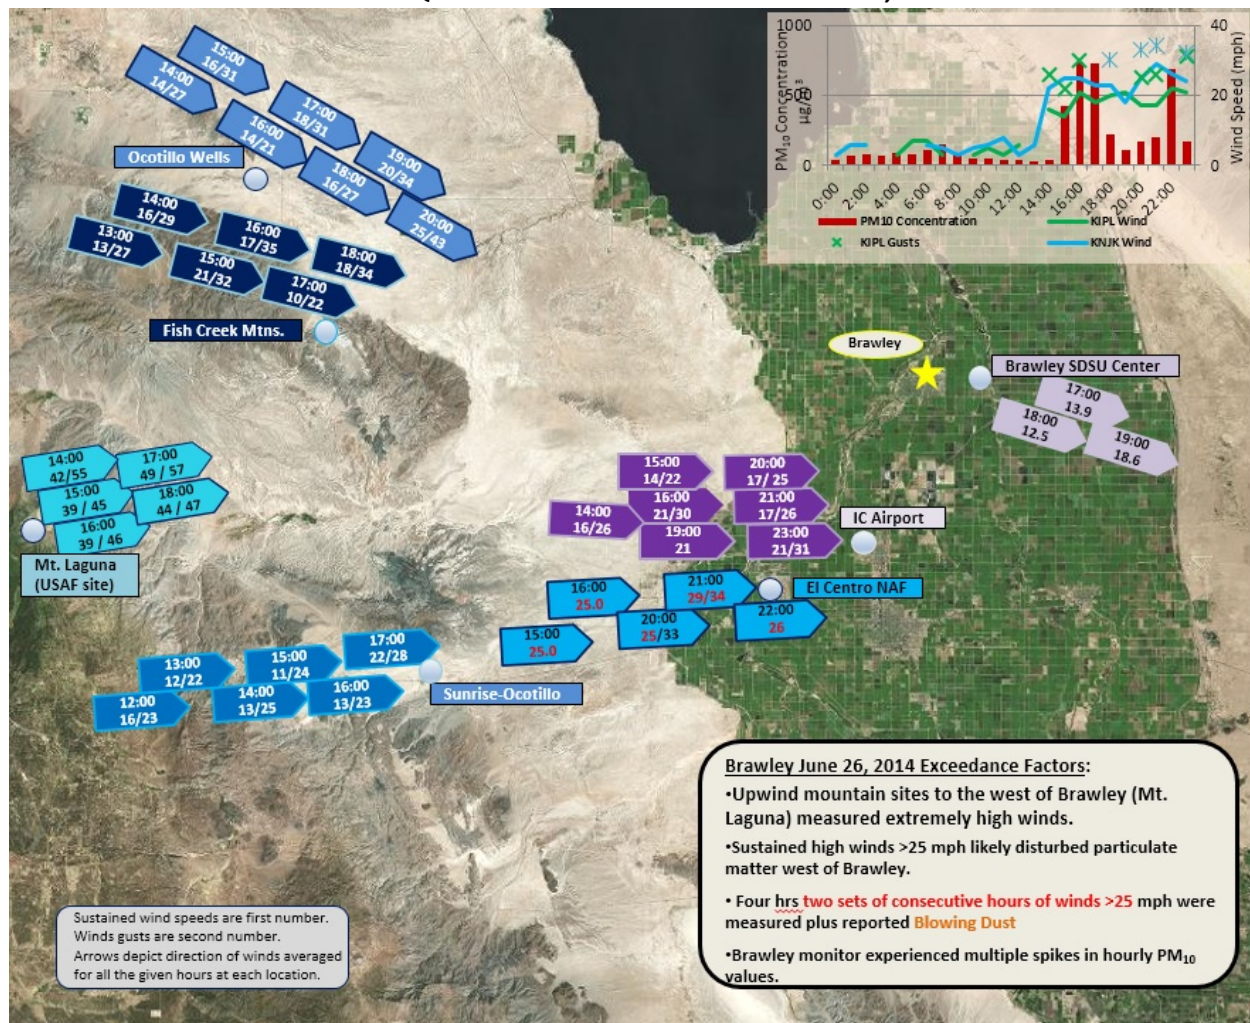 1000
500
0
PM₁₀ Concentration
µg/m³
40
20
0
Wind Speed (mph)
0:00
2:00
4:00
6:00
8:00
10:00
12:00
14:00
16:00
18:00
20:00
22:00
PM10 Concentration
KIPL Wind
KIPL Gusts
KNJK Wind
15:00
16/31
14:00
14/27
17:00
18/31
16:00
14/21
19:00
20/34
18:00
16/27
20:00
25/43
Ocotillo Wells
14:00
16/29
13:00
13/27
16:00
17/35
15:00
21/32
18:00
18/34
17:00
10/22
Fish Creek Mtns.
Brawley
Brawley SDSU Center
17:00
13.9
18:00
12.5
19:00
18.6
14:00
42/55
17:00
49 / 57
15:00
39 / 45
18:00
44 / 47
16:00
39 / 46
Mt. Laguna
(USAF site)
15:00
14/22
20:00
17/ 25
14:00
16/26
16:00
21/30
21:00
17/26
19:00
21
23:00
21/31
IC Airport
16:00
25.0
21:00
29/34
El Centro NAF
15:00
25.0
20:00
25/33
22:00
26
13:00
12/22
15:00
11/24
17:00
22/28
12:00
16/23
14:00
13/25
16:00
13/23
Sunrise-Ocotillo
Brawley June 26, 2014 Exceedance Factors:
•Upwind mountain sites to the west of Brawley (Mt.
Laguna) measured extremely high winds.
•Sustained high winds >25 mph likely disturbed particulate
matter west of Brawley.
• Four hrs two sets of consecutive hours of winds >25 mph were
measured plus reported Blowing Dust
•Brawley monitor experienced multiple spikes in hourly PM₁₀
values.
Sustained wind speeds are first number.
Winds gusts are second number.
Arrows depict direction of winds averaged
for all the given hours at each location.